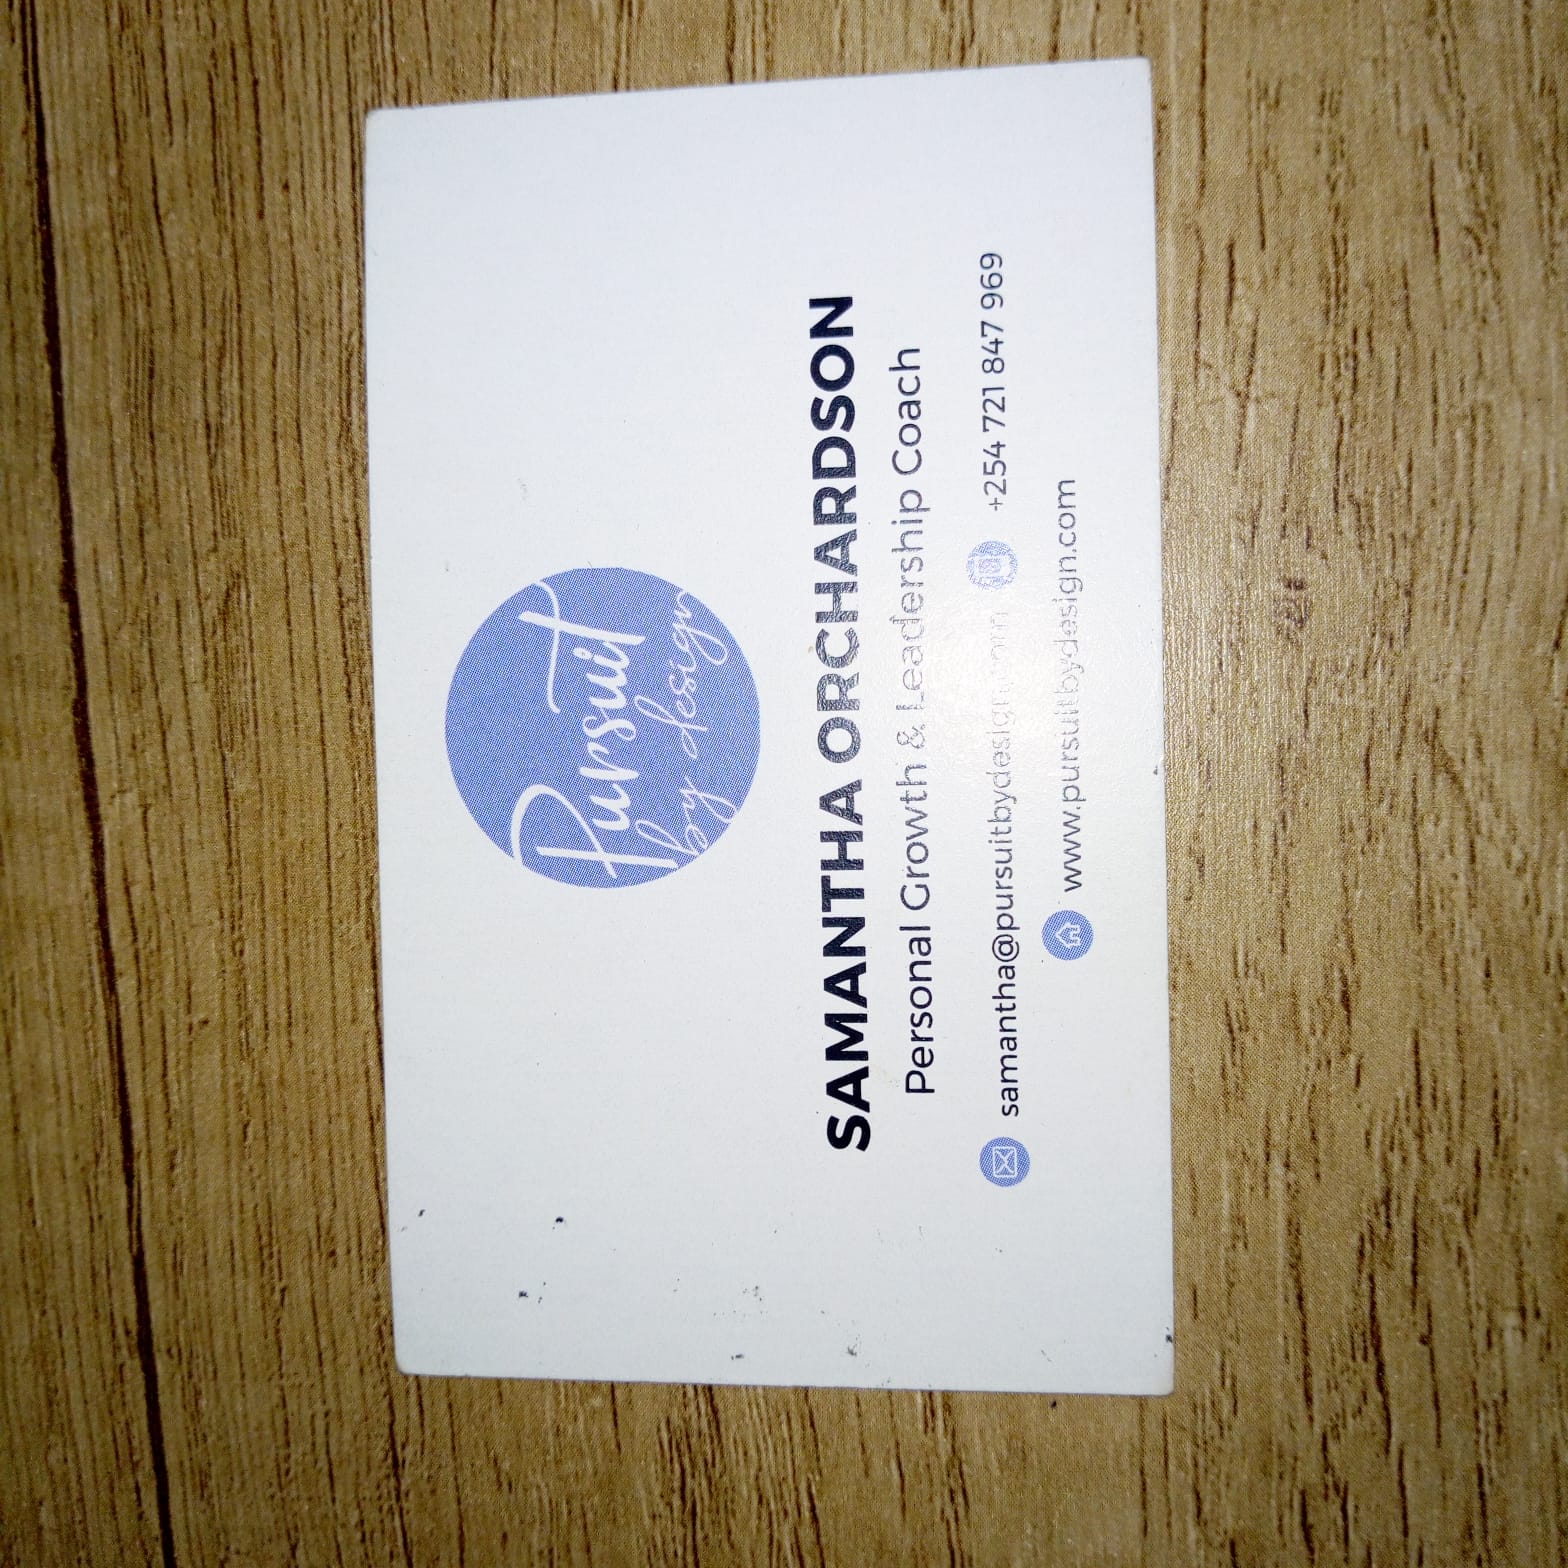 Pursuit
by design
SAMANTHA ORCHARDSON
Personal Growth & Leadership Coach
samantha@pursuitbydesign.com +254 721 847 969
www.pursuitbydesign.com